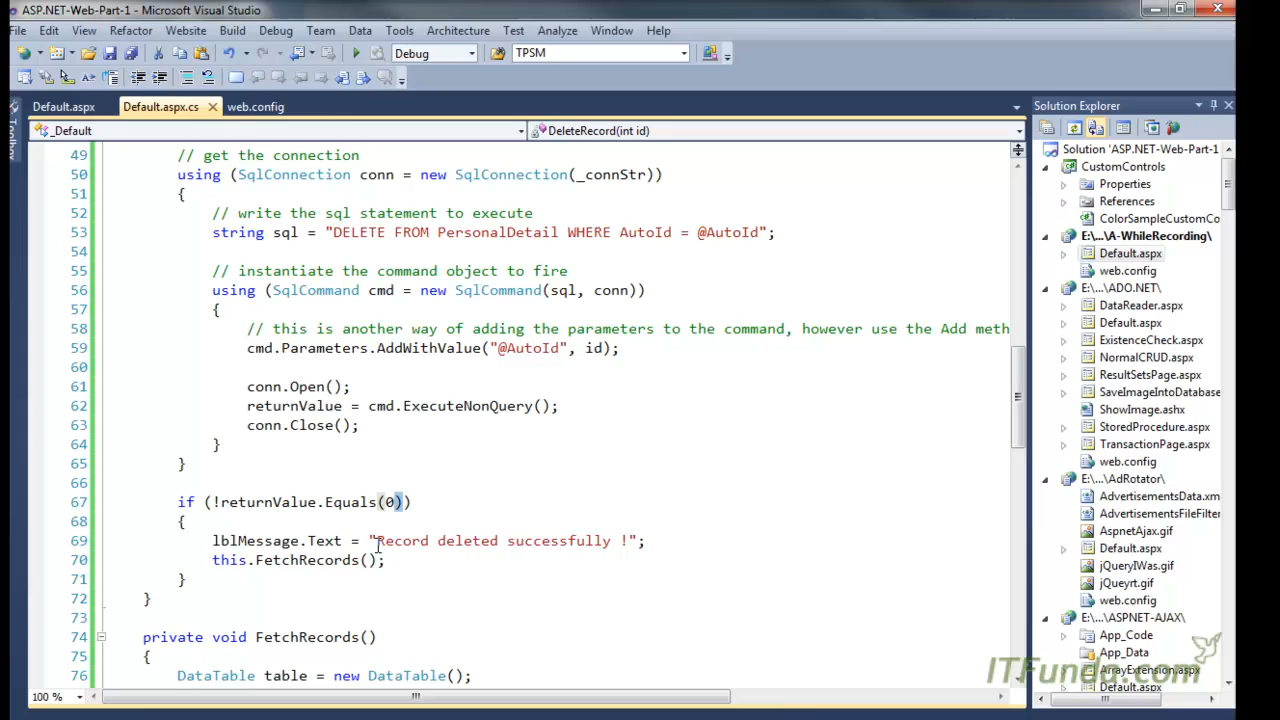 ASP.NET-Web-Part-1 - Microsoft Visual Studio
File Edit View Refactor Website Build Debug Team Data Tools Architecture Test Analyze Window Help
Debug TPSM
Default.aspx Default.aspx.cs web.config
_Default DeleteRecord(int id)
Toolbox
49 // get the connection
50 using (SqlConnection conn = new SqlConnection(_connStr))
51 {
52 // write the sql statement to execute
53 string sql = "DELETE FROM PersonalDetail WHERE AutoId = @AutoId";
54
55 // instantiate the command object to fire
56 using (SqlCommand cmd = new SqlCommand(sql, conn))
57 {
58 // this is another way of adding the parameters to the command, however use the Add meth
59 cmd.Parameters.AddWithValue("@AutoId", id);
60
61 conn.Open();
62 returnValue = cmd.ExecuteNonQuery();
63 conn.Close();
64 }
65 }
66
67 if (!returnValue.Equals(0))
68 {
69 lblMessage.Text = "Record deleted successfully !";
70 this.FetchRecords();
71 }
72 }
73
74 private void FetchRecords()
75 {
76 DataTable table = new DataTable();
100 %
Solution Explorer
Solution 'ASP.NET-Web-Part-1
CustomControls
Properties
References
ColorSampleCustomCo
E:\...\A-WhileRecording\
Default.aspx
web.config
E:\...\ADO.NET\
DataReader.aspx
Default.aspx
ExistenceCheck.aspx
NormalCRUD.aspx
ResultSetsPage.aspx
SaveImageIntoDatabase
ShowImage.ashx
StoredProcedure.aspx
TransactionPage.aspx
web.config
E:\...\AdRotator\
AdvertisementsData.xm
AdvertisementsFileFilter
AspnetAjax.gif
Default.aspx
jQueryIWas.gif
jQueyrt.gif
web.config
E:\...\ASPNET-AJAX\
App_Code
App_Data
ArrayExtension.aspx
Default.aspx
ITFunda.com